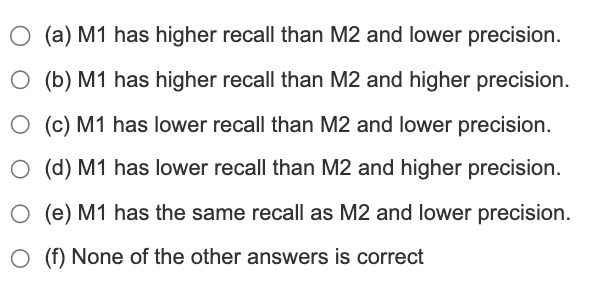 (a) M1 has higher recall than M2 and lower precision.
(b) M1 has higher recall than M2 and higher precision.
(c) M1 has lower recall than M2 and lower precision.
(d) M1 has lower recall than M2 and higher precision.
(e) M1 has the same recall as M2 and lower precision.
(f) None of the other answers is correct